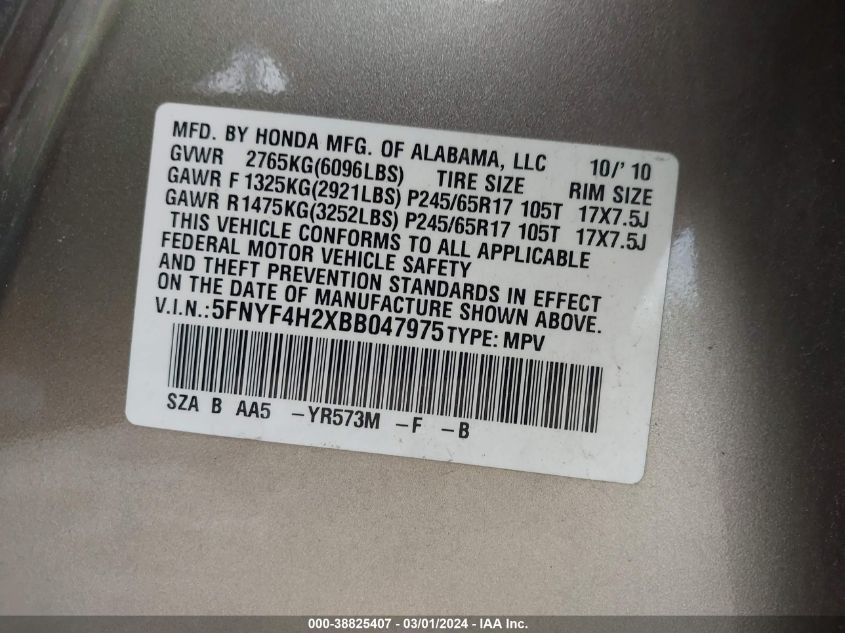 MFD. BY HONDA MFG. OF ALABAMA, LLC 10/' 10
GVWR 2765KG(6096LBS) TIRE SIZE RIM SIZE
GAWR F 1325KG(2921LBS) P245/65R17 105T 17X7.5J
GAWR R1475KG(3252LBS) P245/65R17 105T 17X7.5J
THIS VEHICLE CONFORMS TO ALL APPLICABLE
FEDERAL MOTOR VEHICLE SAFETY
AND THEFT PREVENTION STANDARDS IN EFFECT
ON THE DATE OF MANUFACTURE SHOWN ABOVE.
V.I.N.:5FNYF4H2XBB047975 TYPE: MPV
SZA B AA5 -YR573M -F -B
000-38825407 - 03/01/2024 - IAA Inc.